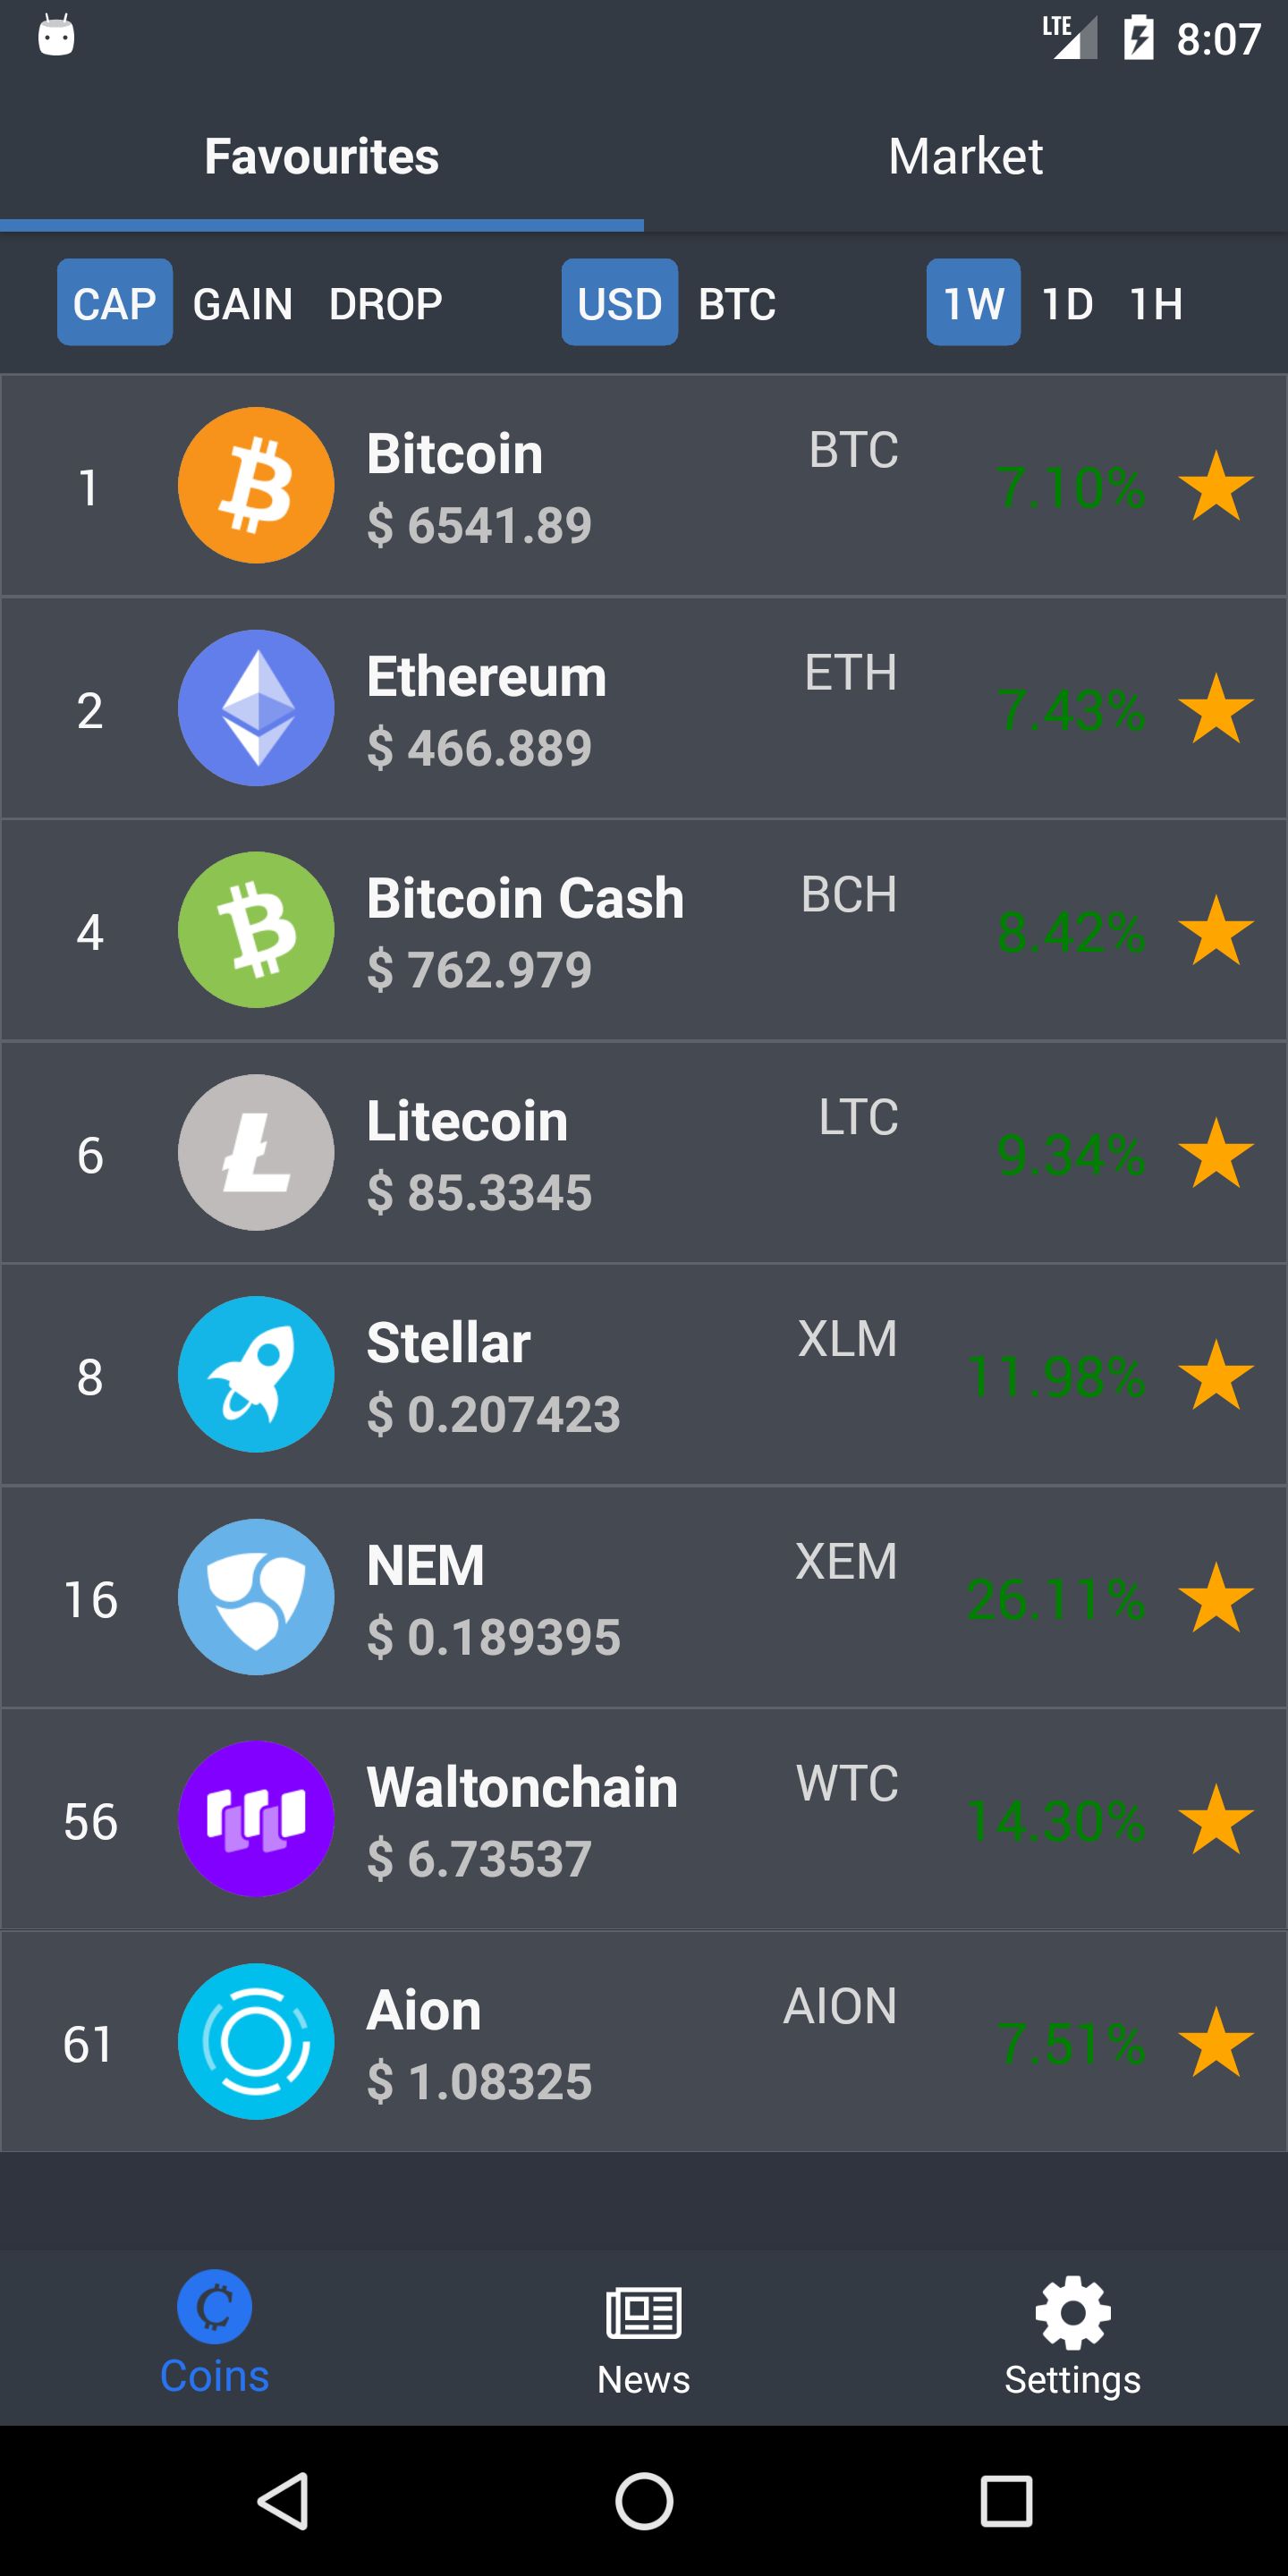 LTE 8:07
Favourites Market
CAP GAIN DROP USD BTC 1W 1D 1H
1 Bitcoin BTC 7.10%
$ 6541.89
2 Ethereum ETH 7.43%
$ 466.889
4 Bitcoin Cash BCH 8.42%
$ 762.979
6 Litecoin LTC 9.34%
$ 85.3345
8 Stellar XLM 11.98%
$ 0.207423
16 NEM XEM 26.11%
$ 0.189395
56 Waltonchain WTC 14.30%
$ 6.73537
61 Aion AION 7.51%
$ 1.08325
Coins News Settings